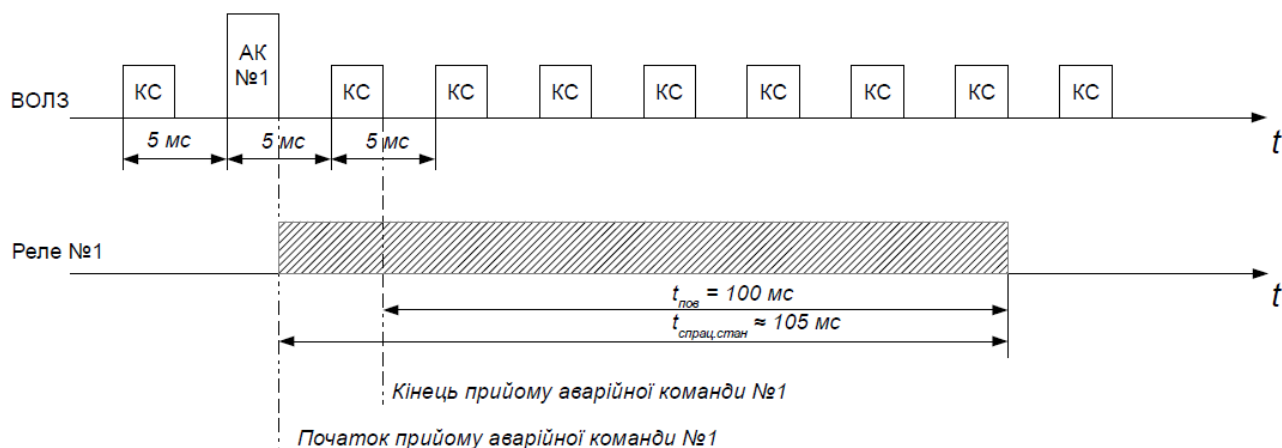 АК
№1
КС
КС
КС
КС
КС
КС
КС
КС
КС
ВОЛЗ
t
5 мс
5 мс
5 мс
Реле №1
t
tпов = 100 мс
tспрац.стан ≈ 105 мс
Кінець прийому аварійної команди №1
Початок прийому аварійної команди №1